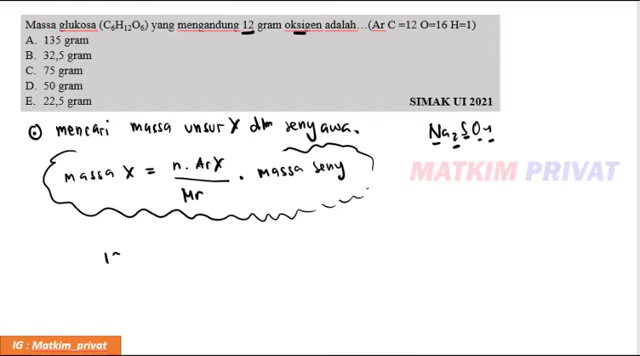 Massa glukosa (C₆H₁₂O₆) yang mengandung 12 gram oksigen adalah…(Ar C =12 O=16 H=1)
A. 135 gram
B. 32,5 gram
C. 75 gram
D. 50 gram
E. 22,5 gram
SIMAK UI 2021
mencari massa unsur X dlm senyawa.
Na₂SO₄
massa X = n. Ar X / Mr . massa seny
MATKIM PRIVAT
12
IG : Matkim_privat